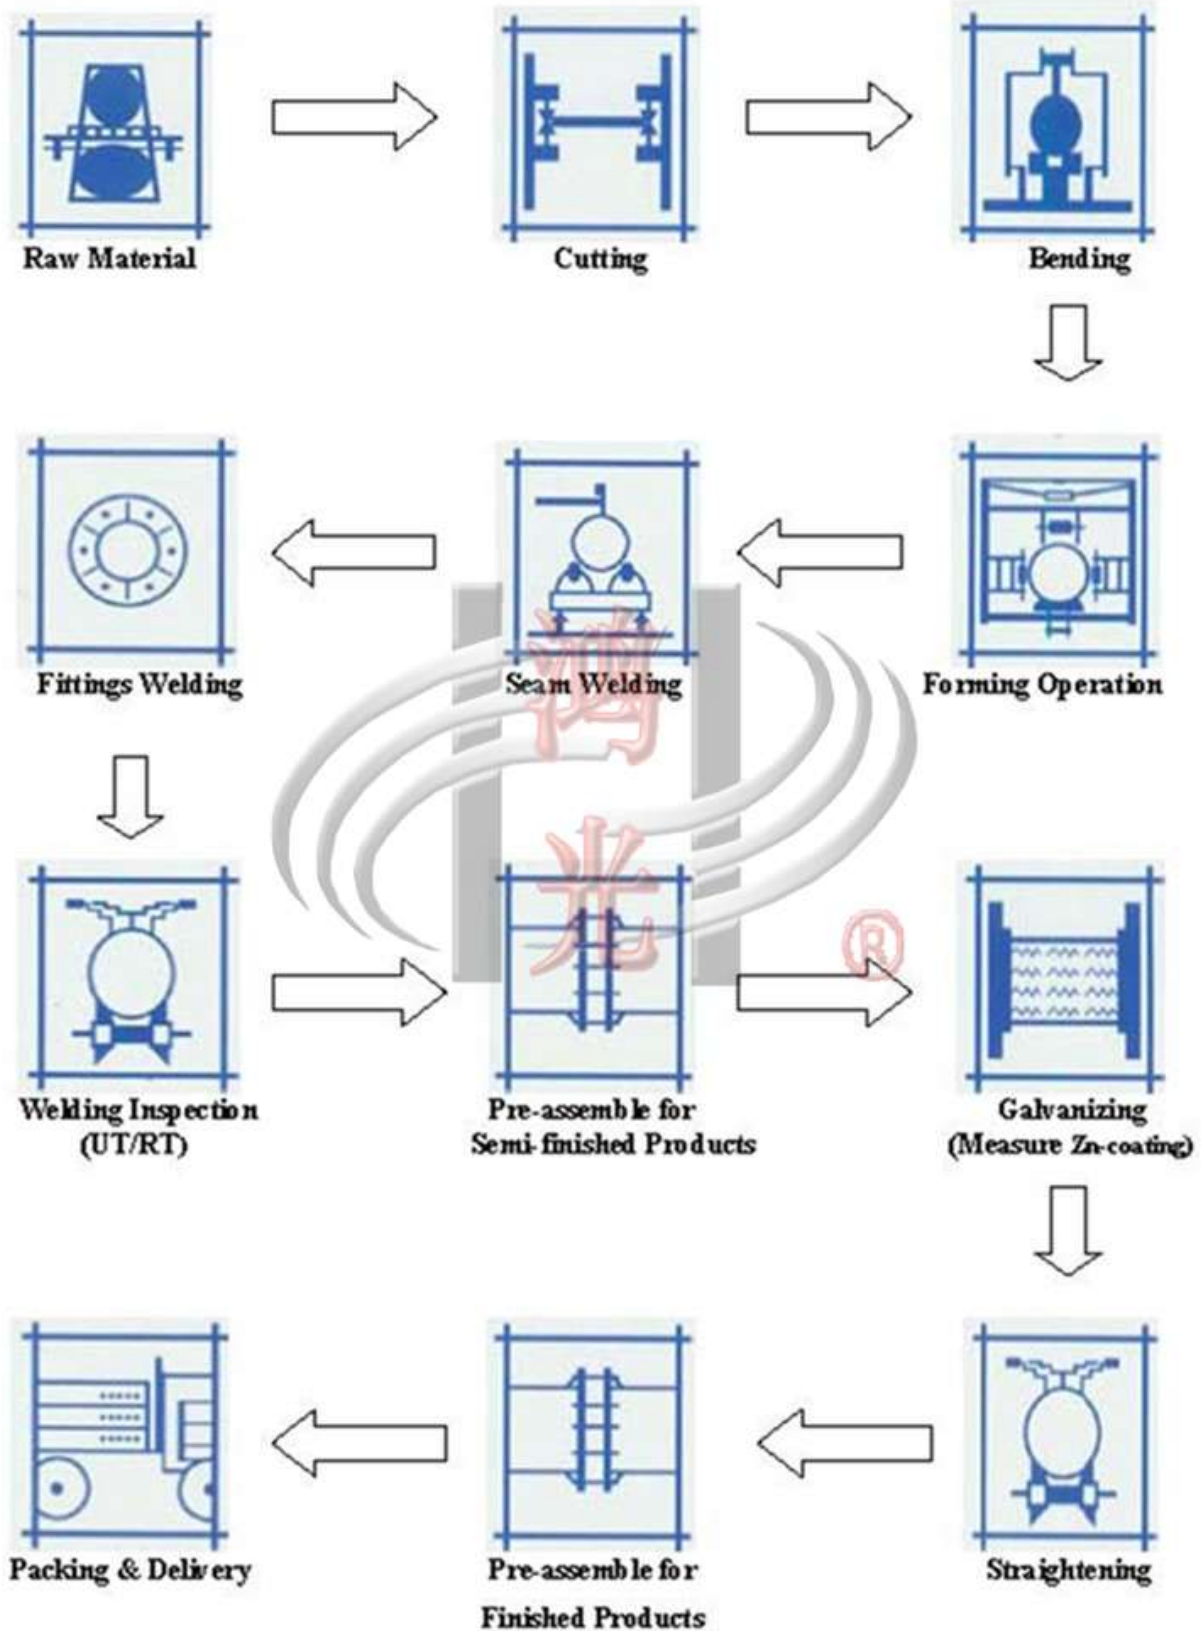 Raw Material
Cutting
Bending
Fittings Welding
Seam Welding
Forming Operation
鸿
光
®
Welding Inspection
(UT/RT)
Pre-assemble for
Semi-finished Products
Galvanizing
(Measure Zn-coating)
Packing & Delivery
Pre-assemble for
Finished Products
Straightening